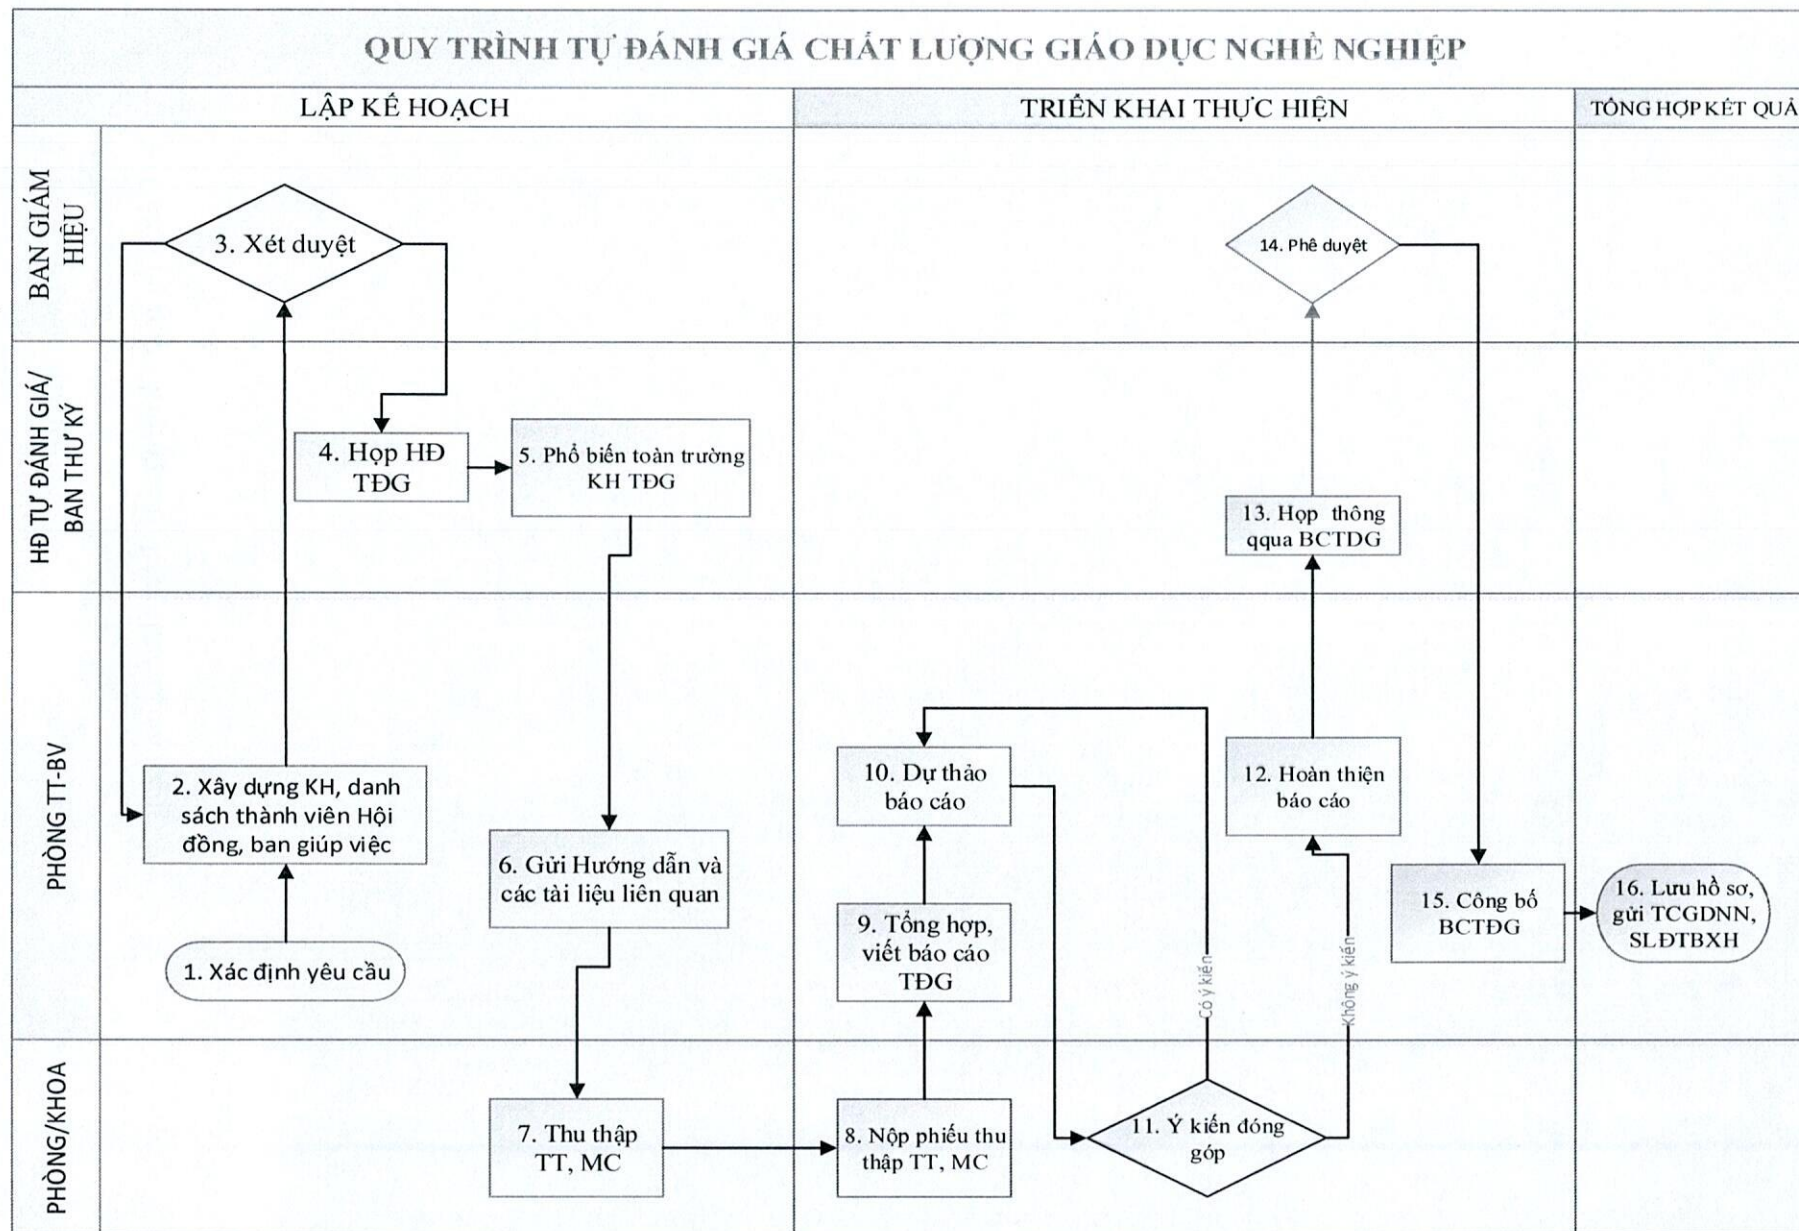 QUY TRÌNH TỰ ĐÁNH GIÁ CHẤT LƯỢNG GIÁO DỤC NGHỀ NGHIỆP
LẬP KẾ HOẠCH
TRIỂN KHAI THỰC HIỆN
TỔNG HỢP KẾT QUẢ
BAN GIÁM
HIỆU
3. Xét duyệt
14. Phê duyệt
HĐ TỰ ĐÁNH GIÁ/
BAN THƯ KÝ
4. Họp HĐ
TĐG
5. Phổ biến toàn trường
KH TĐG
13. Họp thông
qqua BCTDG
PHÒNG TT-BV
2. Xây dựng KH, danh
sách thành viên Hội
đồng, ban giúp việc
1. Xác định yêu cầu
6. Gửi Hướng dẫn và
các tài liệu liên quan
10. Dự thảo
báo cáo
9. Tổng hợp,
viết báo cáo
TĐG
12. Hoàn thiện
báo cáo
Có ý kiến
Không ý kiến
15. Công bố
BCTĐG
16. Lưu hồ sơ,
gửi TCGDNN,
SLĐTBXH
PHÒNG/KHOA
7. Thu thập
TT, MC
8. Nộp phiếu thu
thập TT, MC
11. Ý kiến đóng
góp